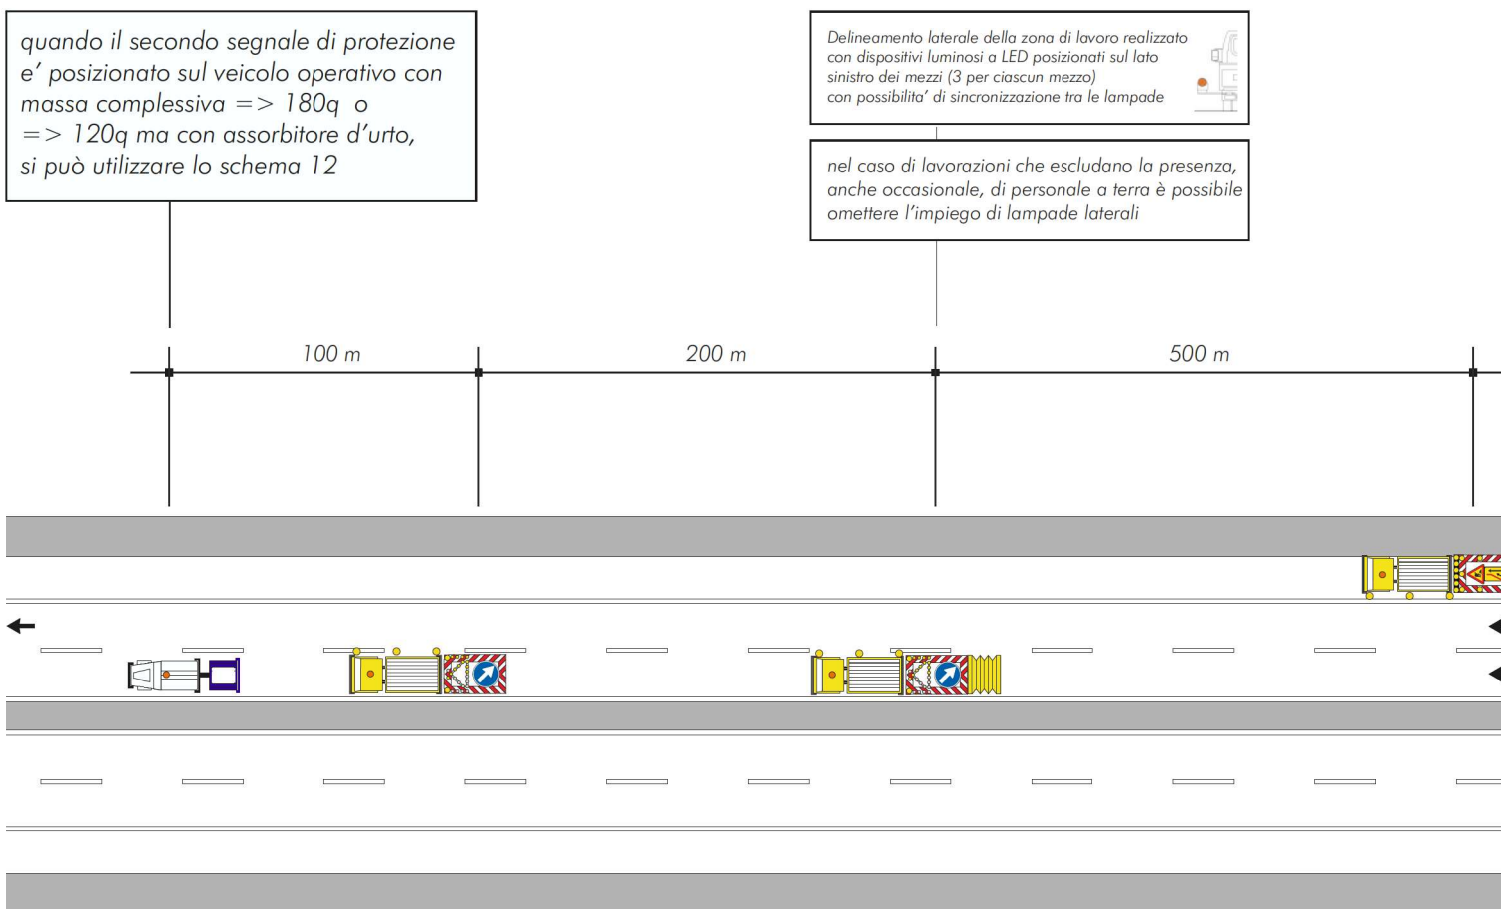 quando il secondo segnale di protezione
e' posizionato sul veicolo operativo con
massa complessiva => 180q o
=> 120q ma con assorbitore d'urto,
si può utilizzare lo schema 12
Delineamento laterale della zona di lavoro realizzato
con dispositivi luminosi a LED posizionati sul lato
sinistro dei mezzi (3 per ciascun mezzo)
con possibilita' di sincronizzazione tra le lampade
nel caso di lavorazioni che escludano la presenza,
anche occasionale, di personale a terra è possibile
omettere l'impiego di lampade laterali
100 m
200 m
500 m